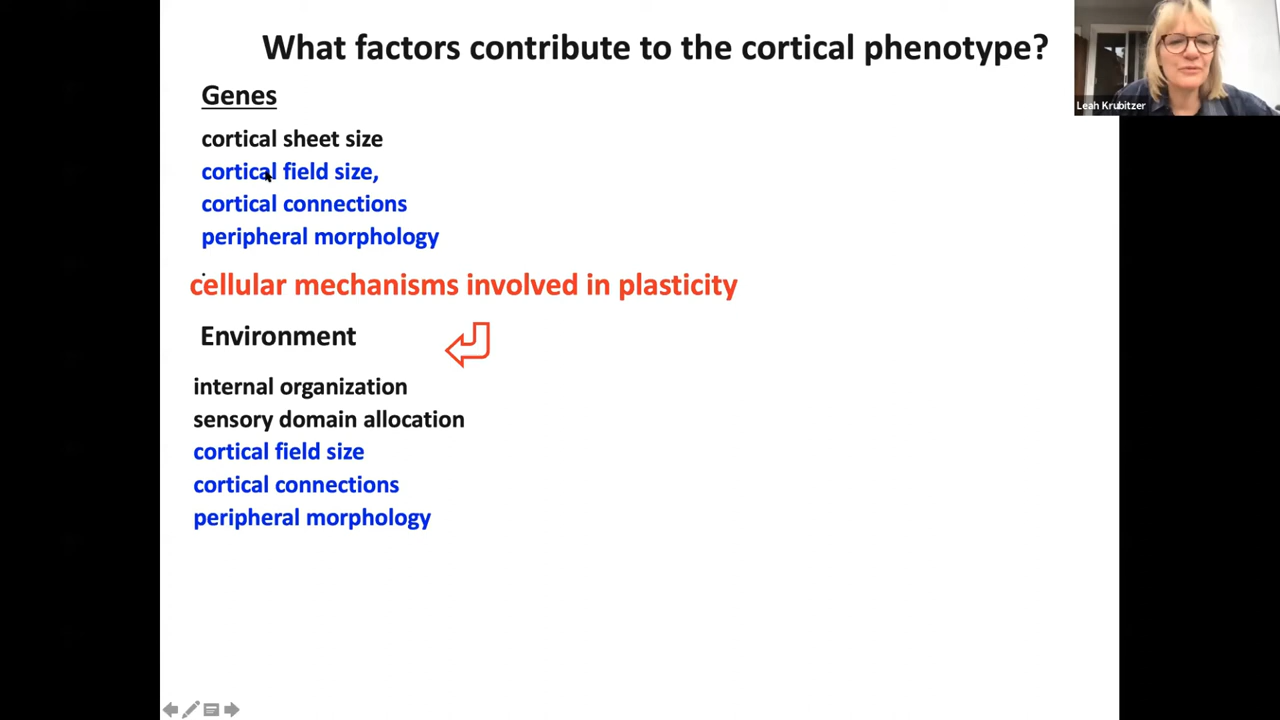 What factors contribute to the cortical phenotype?
Leah Krubitzer
Genes
cortical sheet size
cortical field size,
cortical connections
peripheral morphology
cellular mechanisms involved in plasticity
Environment
internal organization
sensory domain allocation
cortical field size
cortical connections
peripheral morphology